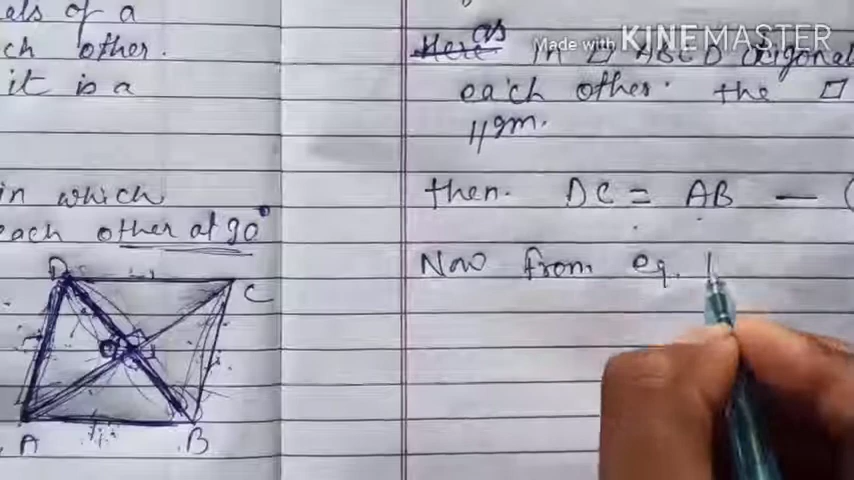 als of a
ch other.
it is a
in which
each other at 90°
D
C
O
A
B
Made with KINEMASTER
Here as in □ ABCD
each other. the □
||gm.
then. DC = AB — (
Now from eq. 1